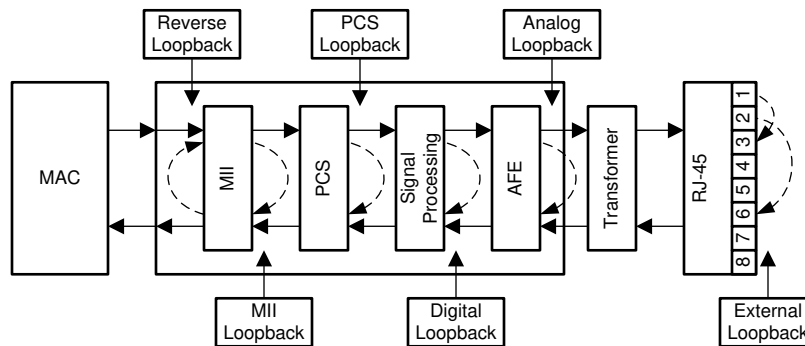 Reverse
Loopback
PCS
Loopback
Analog
Loopback
MAC
MII
PCS
Signal
Processing
AFE
Transformer
RJ-45
1
2
3
4
5
6
7
8
MII
Loopback
Digital
Loopback
External
Loopback